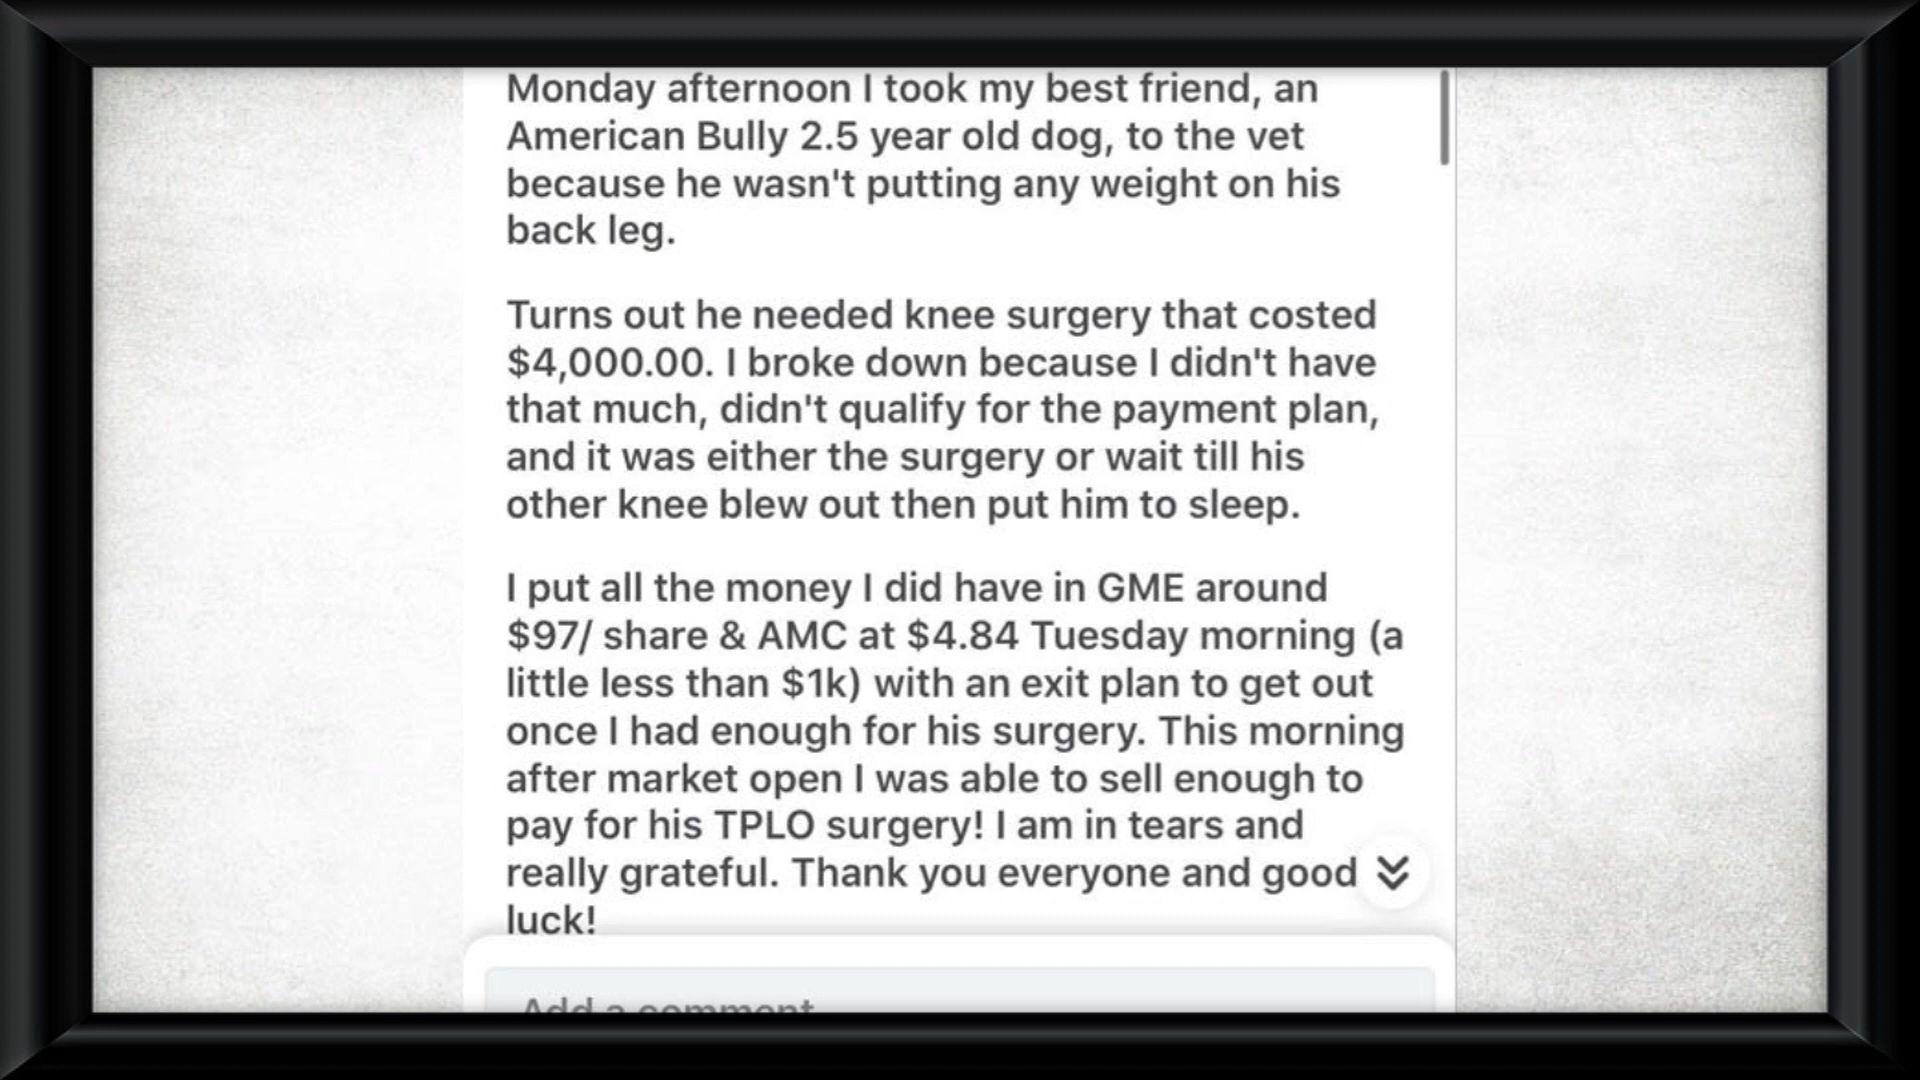 Monday afternoon I took my best friend, an
American Bully 2.5 year old dog, to the vet
because he wasn't putting any weight on his
back leg.
Turns out he needed knee surgery that costed
$4,000.00. I broke down because I didn't have
that much, didn't qualify for the payment plan,
and it was either the surgery or wait till his
other knee blew out then put him to sleep.
I put all the money I did have in GME around
$97/ share & AMC at $4.84 Tuesday morning (a
little less than $1k) with an exit plan to get out
once I had enough for his surgery. This morning
after market open I was able to sell enough to
pay for his TPLO surgery! I am in tears and
really grateful. Thank you everyone and good
luck!
Add a comment